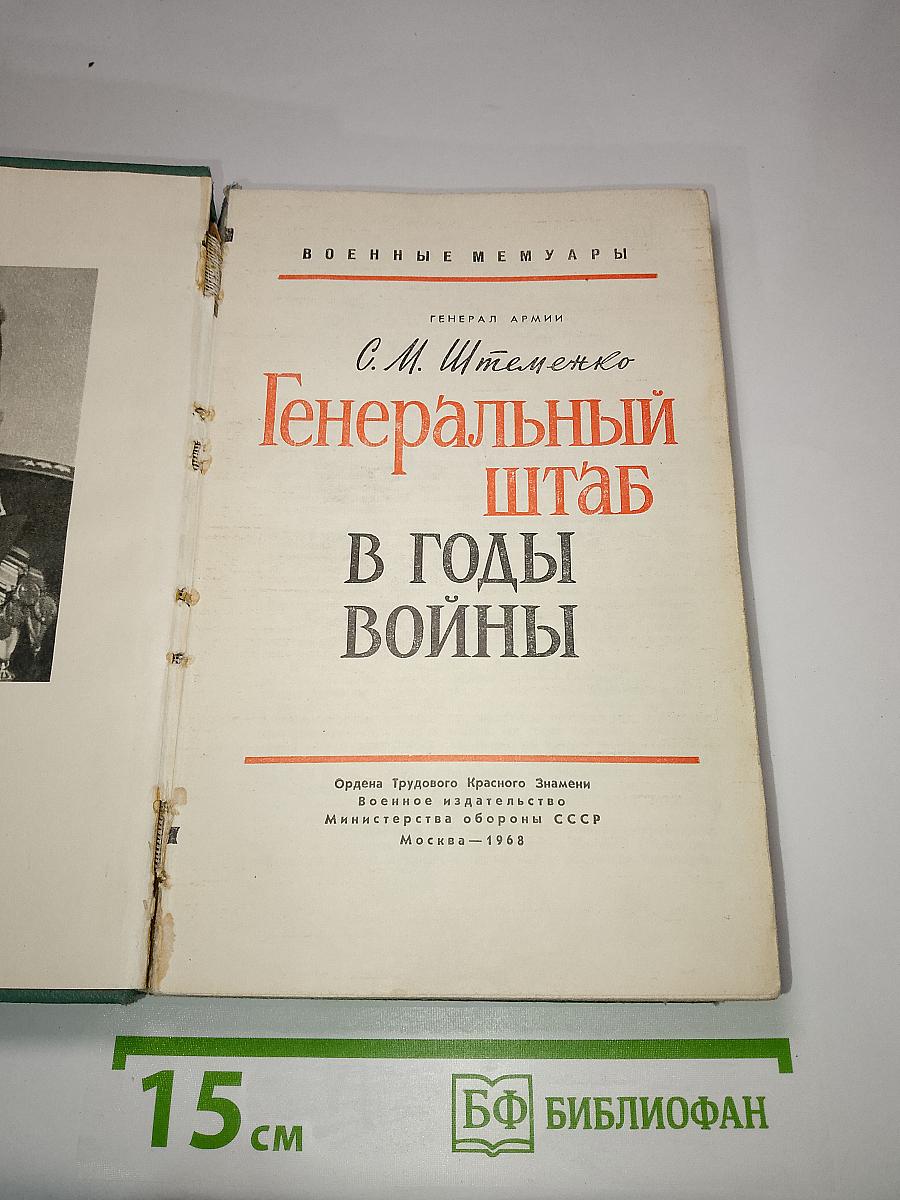 ВОЕННЫЕ МЕМУАРЫ
ГЕНЕРАЛ АРМИИ
С. М. Штеменко
Генеральный
штаб
в годы
войны
Ордена Трудового Красного Знамени
Военное издательство
Министерства обороны СССР
Москва—1968
15 см
БФ БИБЛИОФАН